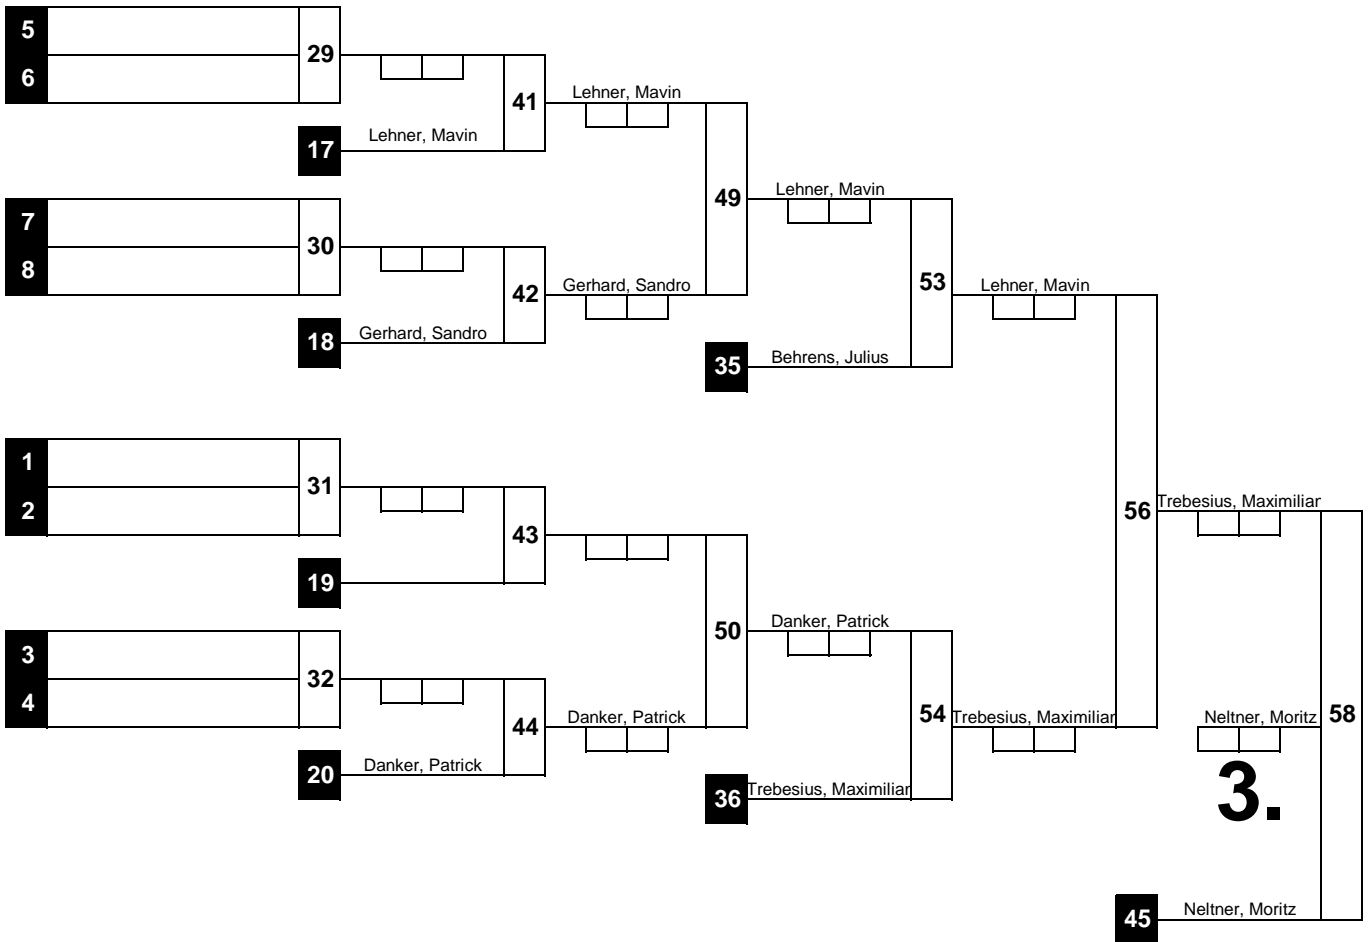 5
29
6
41
Lehner, Mavin
17
Lehner, Mavin
49
Lehner, Mavin
7
30
8
42
Gerhard, Sandro
53
Lehner, Mavin
18
Gerhard, Sandro
35
Behrens, Julius
1
31
2
43
56
Trebesius, Maximilian
19
3
32
4
50
Danker, Patrick
44
Danker, Patrick
54
Trebesius, Maximilian
Neltner, Moritz
58
20
Danker, Patrick
36
Trebesius, Maximilian
3.
45
Neltner, Moritz